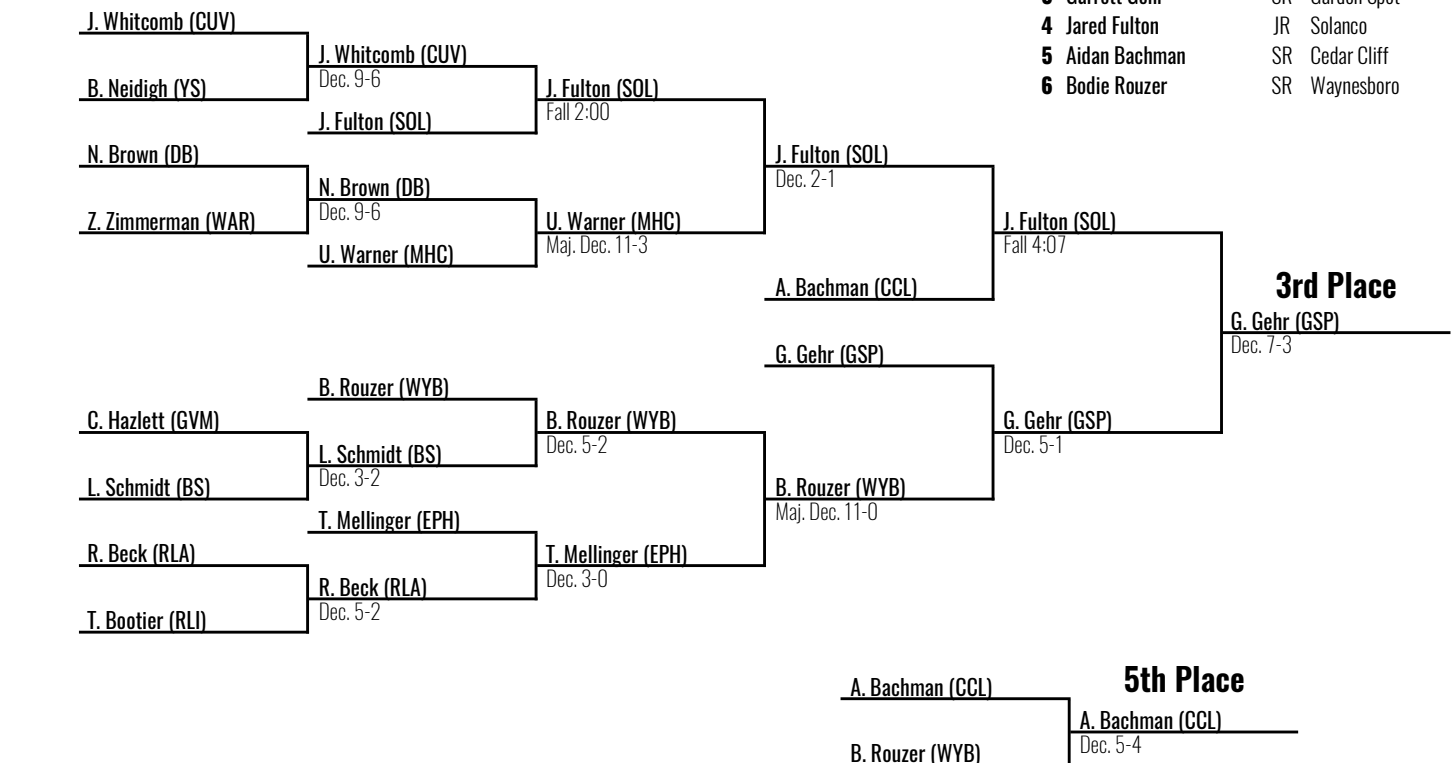 J. Whitcomb (CUV)
B. Neidigh (YS)
N. Brown (DB)
Z. Zimmerman (WAR)
C. Hazlett (GVM)
L. Schmidt (BS)
R. Beck (RLA)
T. Bootier (RLI)
J. Whitcomb (CUV)
Dec. 9-6
J. Fulton (SOL)
N. Brown (DB)
Dec. 9-6
U. Warner (MHC)
B. Rouzer (WYB)
L. Schmidt (BS)
Dec. 3-2
T. Mellinger (EPH)
R. Beck (RLA)
Dec. 5-2
J. Fulton (SOL)
Fall 2:00
U. Warner (MHC)
Maj. Dec. 11-3
B. Rouzer (WYB)
Dec. 5-2
T. Mellinger (EPH)
Dec. 3-0
J. Fulton (SOL)
Dec. 2-1
A. Bachman (CCL)
G. Gehr (GSP)
B. Rouzer (WYB)
Maj. Dec. 11-0
J. Fulton (SOL)
Fall 4:07
G. Gehr (GSP)
Dec. 5-1
3rd Place
G. Gehr (GSP)
Dec. 7-3
4 Jared Fulton JR Solanco
5 Aidan Bachman SR Cedar Cliff
6 Bodie Rouzer SR Waynesboro
5th Place
A. Bachman (CCL)
B. Rouzer (WYB)
A. Bachman (CCL)
Dec. 5-4